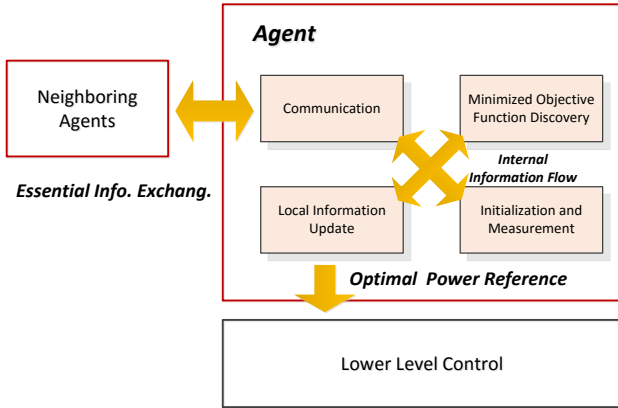 Agent
Neighboring
Agents
Communication
Minimized Objective
Function Discovery
Essential Info. Exchang.
Internal
Information Flow
Local Information
Update
Initialization and
Measurement
Optimal Power Reference
Lower Level Control